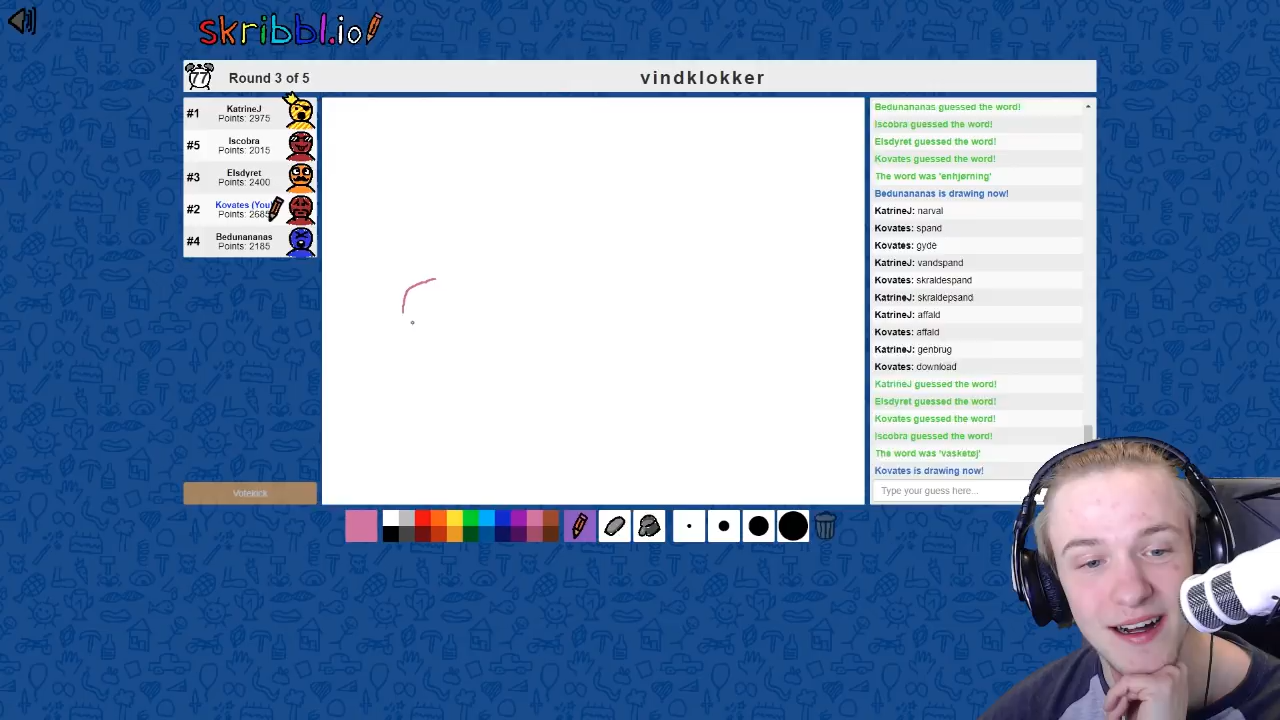 skribbl.io
77
Round 3 of 5
vindklokker
#1
KatrineJ
Points: 2975
#5
Iscobra
Points: 2015
#3
Elsdyret
Points: 2400
#2
Kovates (You
Points: 2685
#4
Bedunananas
Points: 2185
Votekick
Bedunananas guessed the word!
Iscobra guessed the word!
Elsdyret guessed the word!
Kovates guessed the word!
The word was 'enhjørning'
Bedunananas is drawing now!
KatrineJ: narval
Kovates: spand
Kovates: gyde
KatrineJ: vandspand
Kovates: skraldespand
KatrineJ: skraldepsand
KatrineJ: affald
Kovates: affald
KatrineJ: genbrug
Kovates: download
KatrineJ guessed the word!
Elsdyret guessed the word!
Kovates guessed the word!
Iscobra guessed the word!
The word was 'vasketøj'
Kovates is drawing now!
Type your guess here...